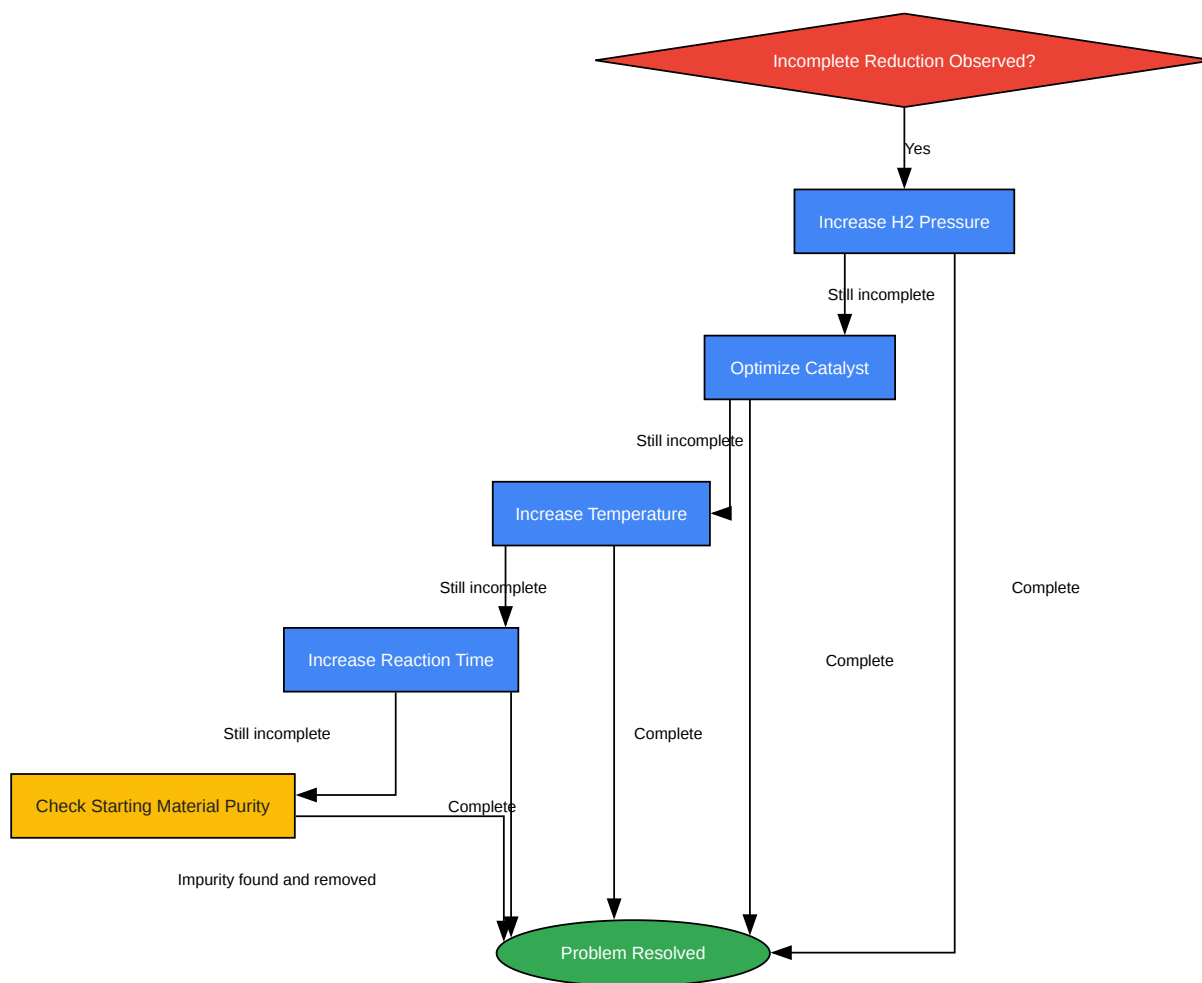 Incomplete Reduction Observed?
Yes
Increase H2 Pressure
Still incomplete
Optimize Catalyst
Still incomplete
Increase Temperature
Still incomplete
Complete
Increase Reaction Time
Complete
Still incomplete
Complete
Check Starting Material Purity
Complete
Impurity found and removed
Problem Resolved